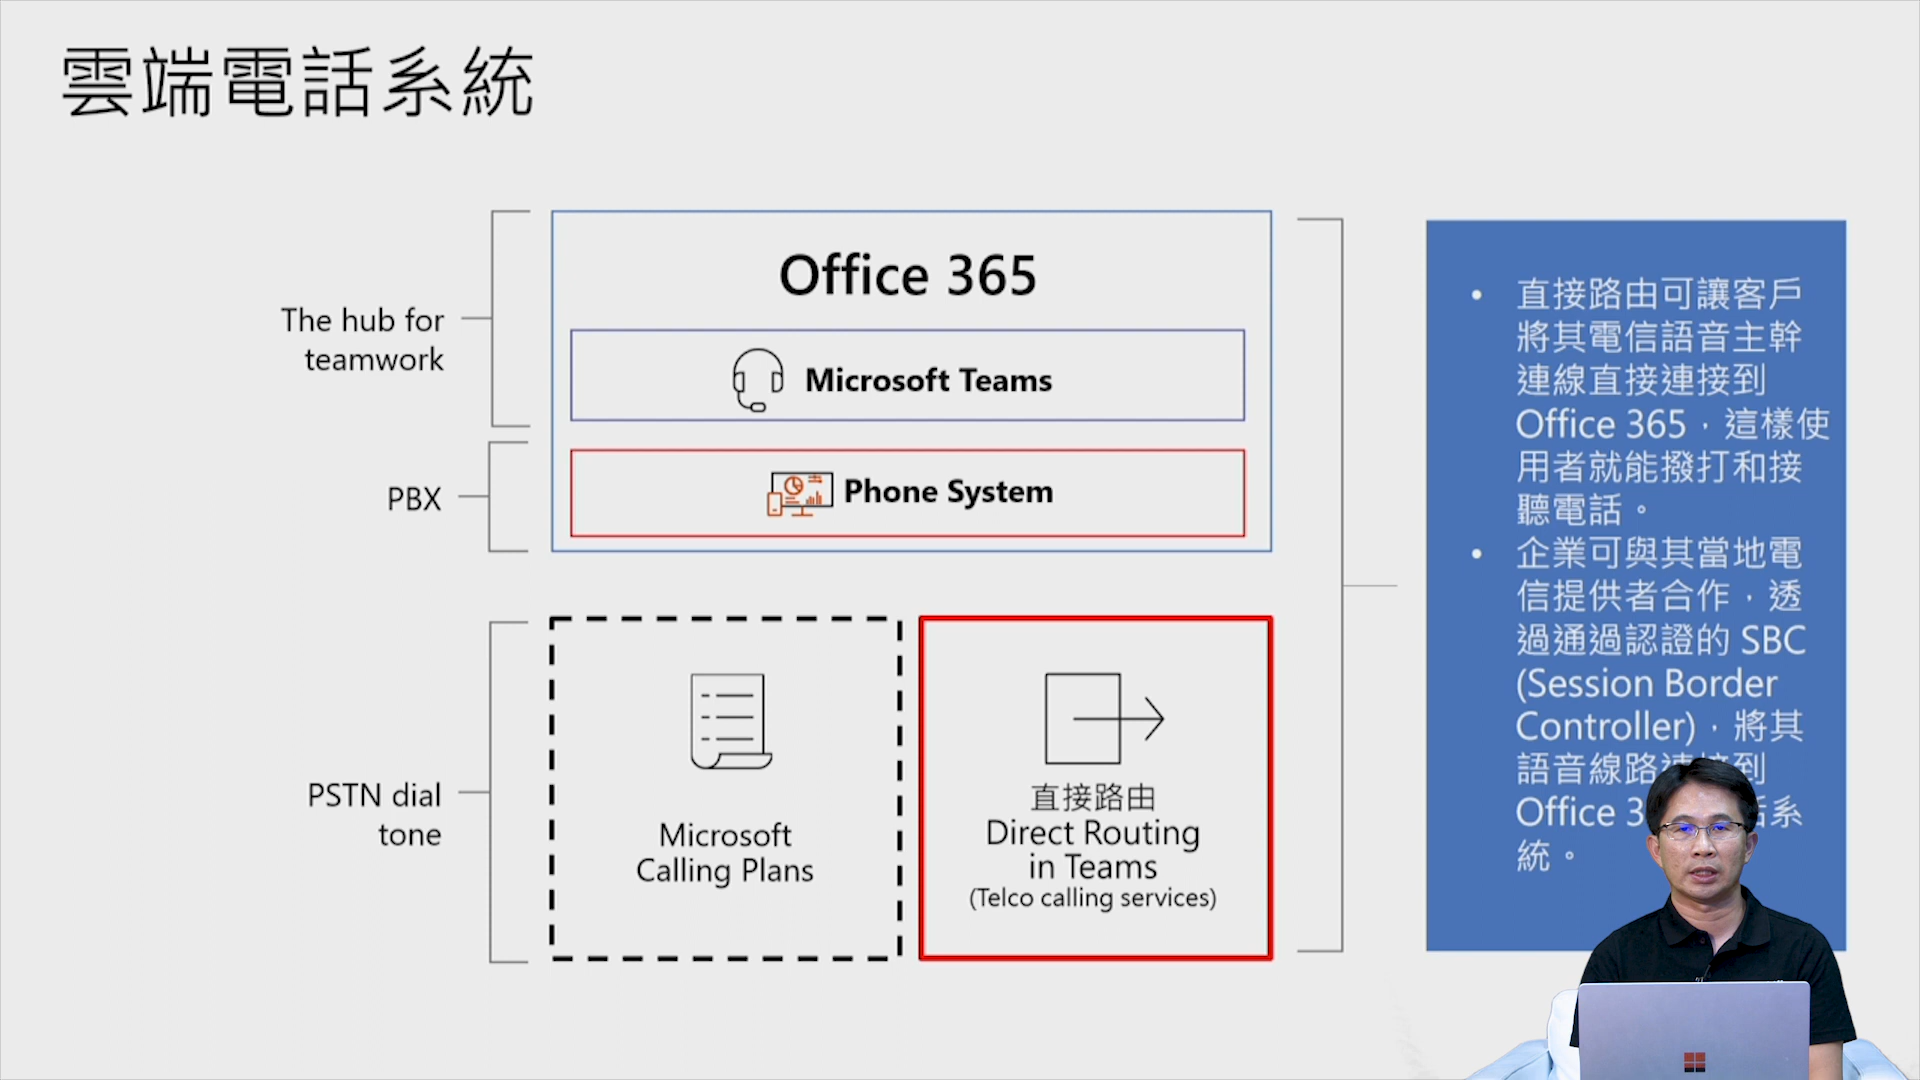 雲端電話系統
The hub for
teamwork
PBX
PSTN dial
tone
Office 365
Microsoft Teams
Phone System
Microsoft
Calling Plans
直接路由
Direct Routing
in Teams
(Telco calling services)
• 直接路由可讓客戶
將其電信語音主幹
連線直接連接到
Office 365，這樣使
用者就能撥打和接
聽電話。
• 企業可與其當地電
信提供者合作，透
過通過認證的 SBC
(Session Border
Controller)，將其
語音線路連接到
Office 3 系
統。